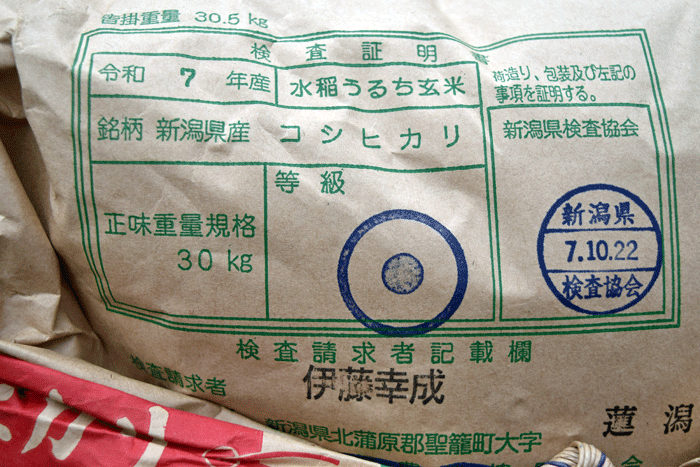 皆掛重量 30.5 kg
検査証明書
令和 7 年産 水稲うるち玄米
荷造り、包装及び左記の
事項を証明する。
銘柄 新潟県産 コシヒカリ
新潟県検査協会
等級
正味重量規格
30 kg
新潟県
7.10.22
検査協会
検査請求者記載欄
検査請求者 伊藤幸成
新潟県北蒲原郡聖籠町大字
蓮潟